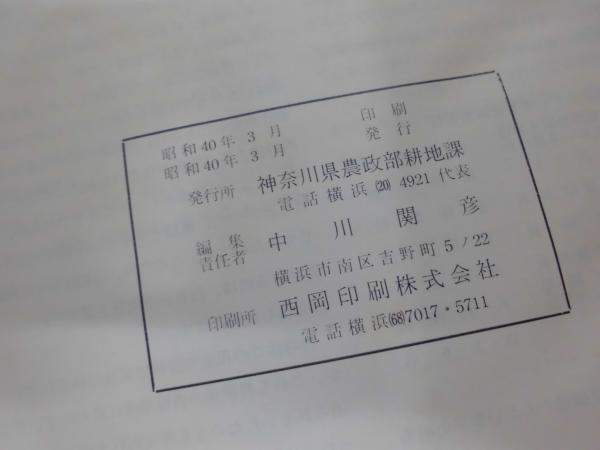 昭和40年 3 月 印刷
昭和40年 3 月 発行
発行所 神奈川県農政部耕地課
電話横浜(20) 4921 代表
編集責任者 中川関彦
横浜市南区吉野町 5ノ22
印刷所 西岡印刷株式会社
電話横浜(68)7017・5711